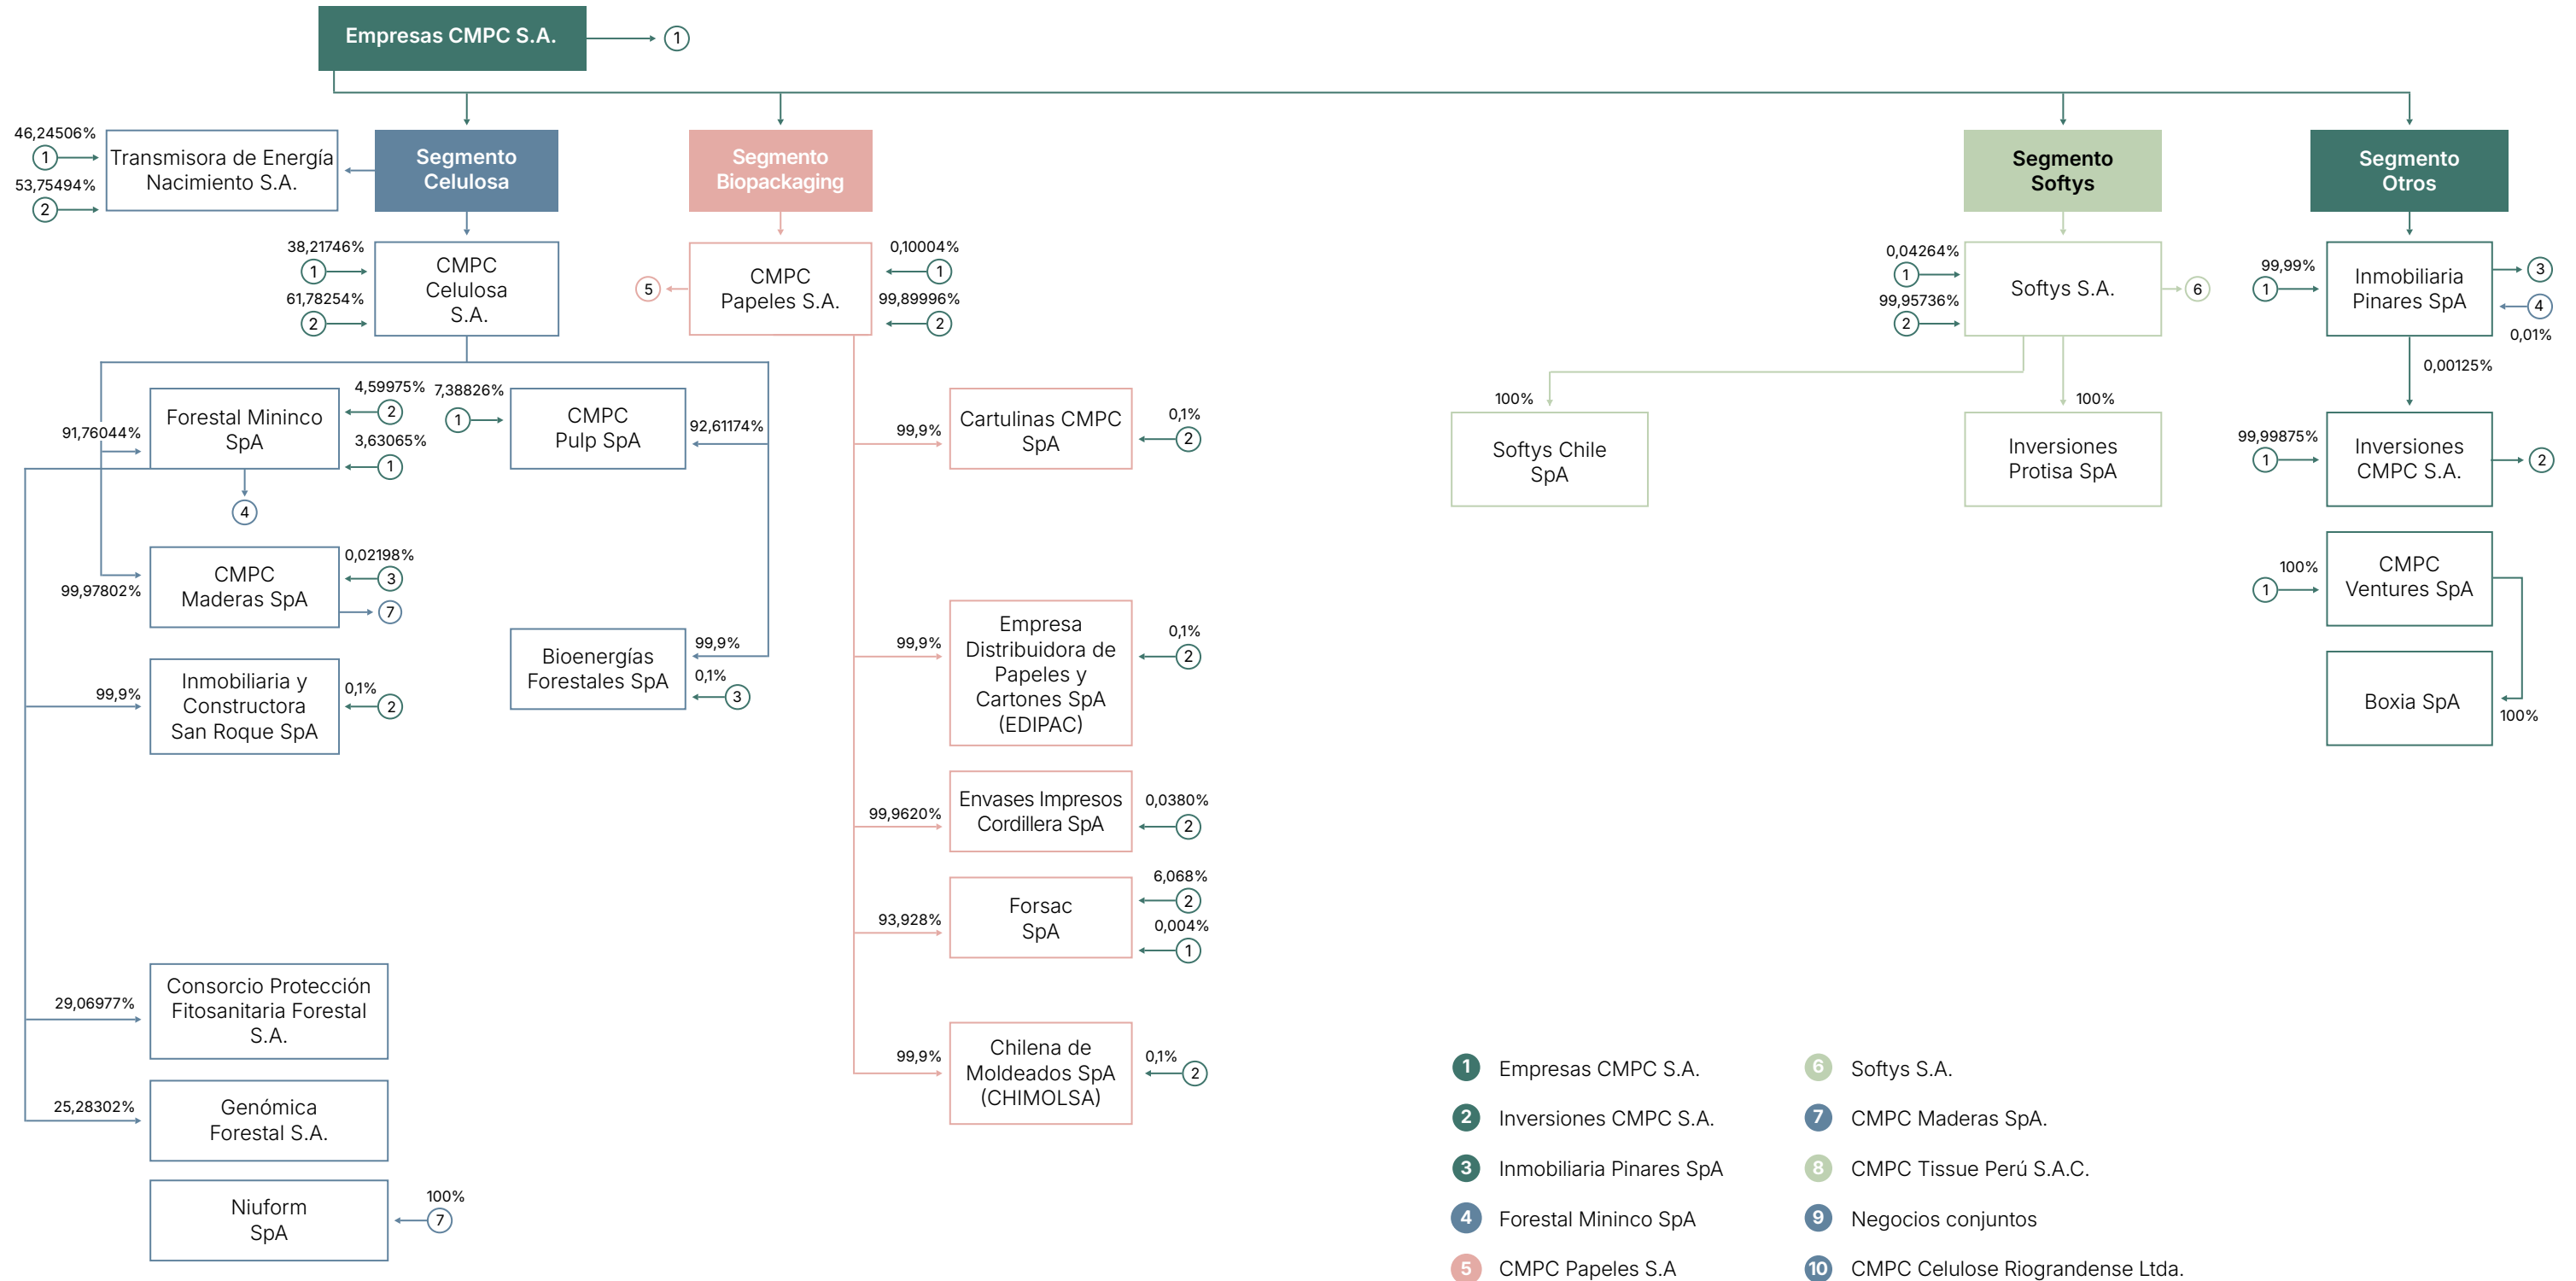 Empresas CMPC S.A.
1
46,24506%
1
53,75494%
2
Transmisora de Energía
Nacimiento S.A.
Segmento
Celulosa
Segmento
Biopackaging
Segmento
Softys
Segmento
Otros
38,21746%
1
61,78254%
2
CMPC
Celulosa
S.A.
5
CMPC
Papeles S.A.
0,10004%
1
99,89996%
2
0,04264%
1
99,95736%
2
Softys S.A.
6
99,99%
1
Inmobiliaria
Pinares SpA
3
4
0,01%
0,00125%
91,76044%
Forestal Mininco
SpA
4,59975%
2
3,63065%
1
4
7,38826%
1
CMPC
Pulp SpA
92,61174%
99,9%
Cartulinas CMPC
SpA
0,1%
2
100%
Softys Chile
SpA
100%
Inversiones
Protisa SpA
99,99875%
1
Inversiones
CMPC S.A.
2
99,97802%
CMPC
Maderas SpA
0,02198%
3
7
100%
1
CMPC
Ventures SpA
99,9%
Inmobiliaria y
Constructora
San Roque SpA
0,1%
2
Bioenergías
Forestales SpA
99,9%
0,1%
3
99,9%
Empresa
Distribuidora de
Papeles y
Cartones SpA
(EDIPAC)
0,1%
2
Boxia SpA
100%
99,9620%
Envases Impresos
Cordillera SpA
0,0380%
2
93,928%
Forsac
SpA
6,068%
2
0,004%
1
29,06977%
Consorcio Protección
Fitosanitaria Forestal
S.A.
99,9%
Chilena de
Moldeados SpA
(CHIMOLSA)
0,1%
2
25,28302%
Genómica
Forestal S.A.
Niuform
SpA
100%
7
1 Empresas CMPC S.A.
2 Inversiones CMPC S.A.
3 Inmobiliaria Pinares SpA
4 Forestal Mininco SpA
5 CMPC Papeles S.A
6 Softys S.A.
7 CMPC Maderas SpA.
8 CMPC Tissue Perú S.A.C.
9 Negocios conjuntos
10 CMPC Celulose Riograndense Ltda.